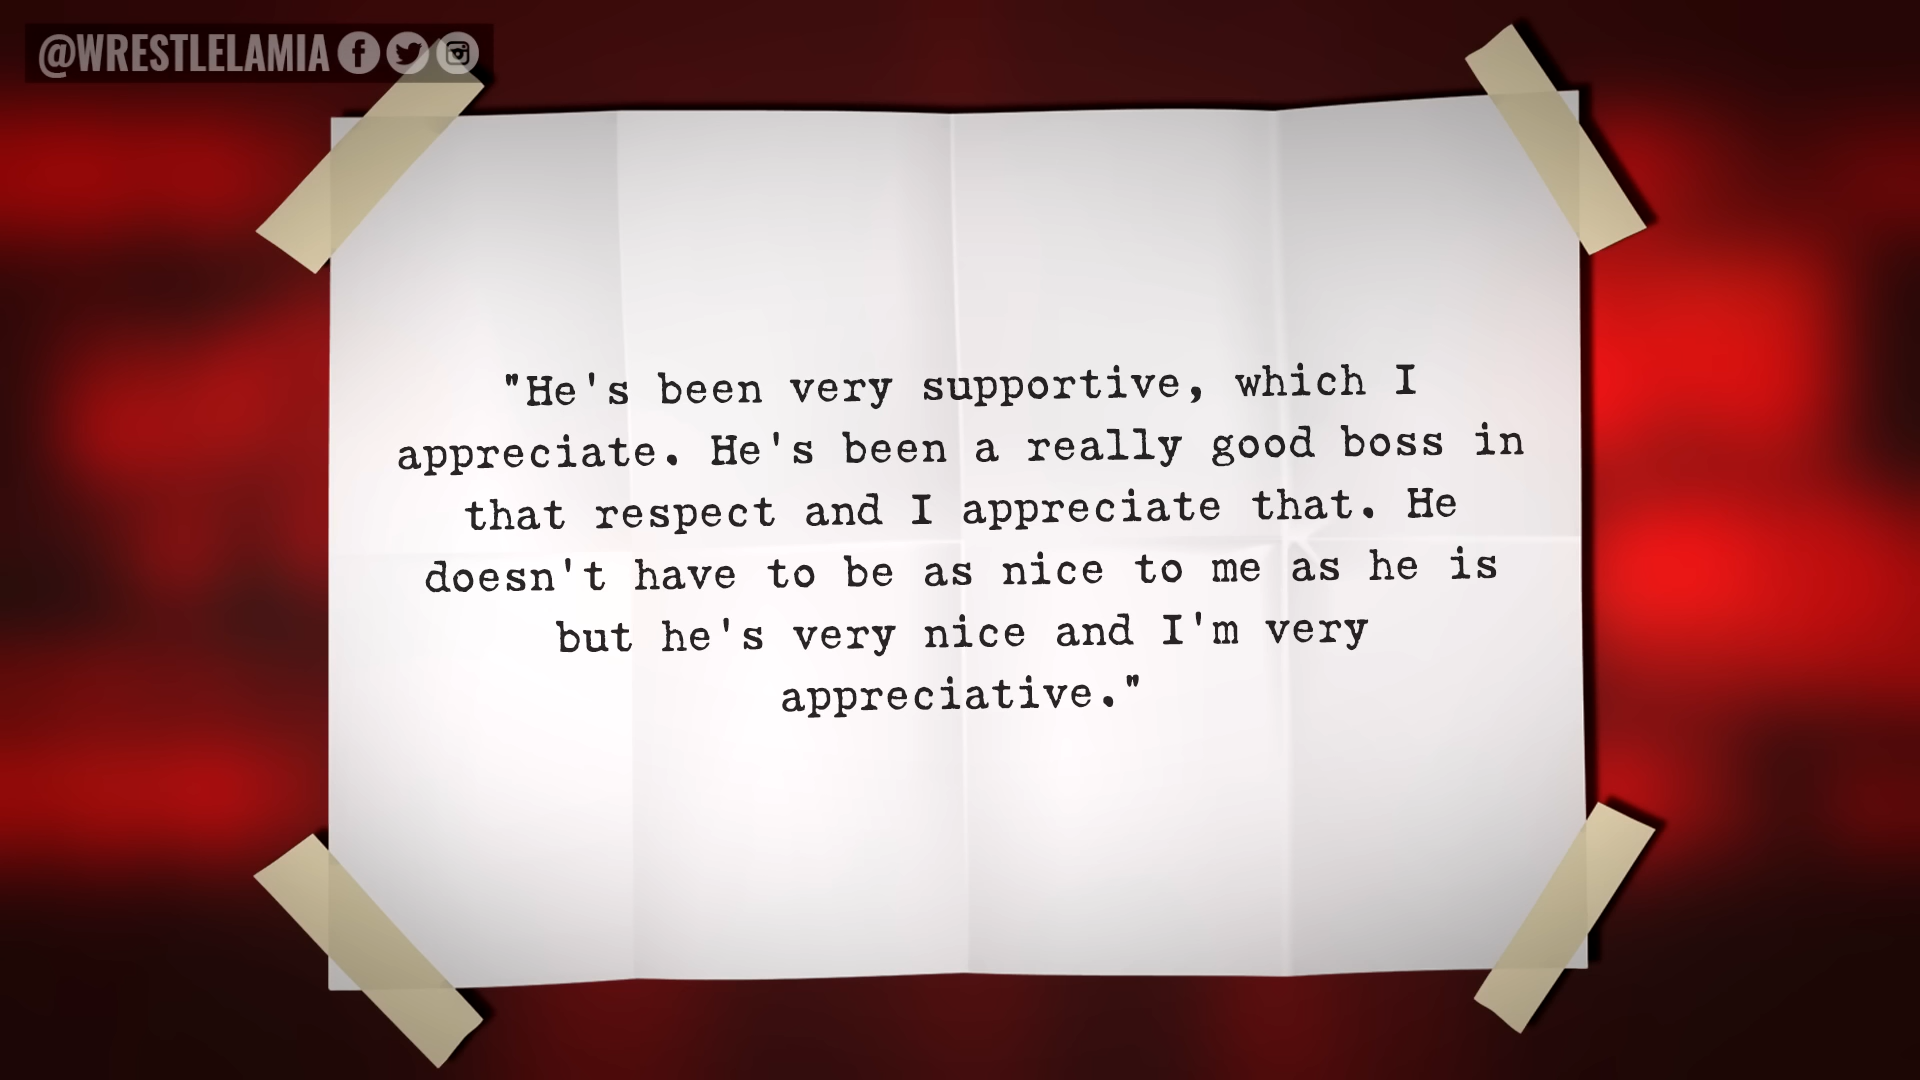 @WRESTLELAMIA
"He's been very supportive, which I
appreciate. He's been a really good boss in
that respect and I appreciate that. He
doesn't have to be as nice to me as he is
but he's very nice and I'm very
appreciative."